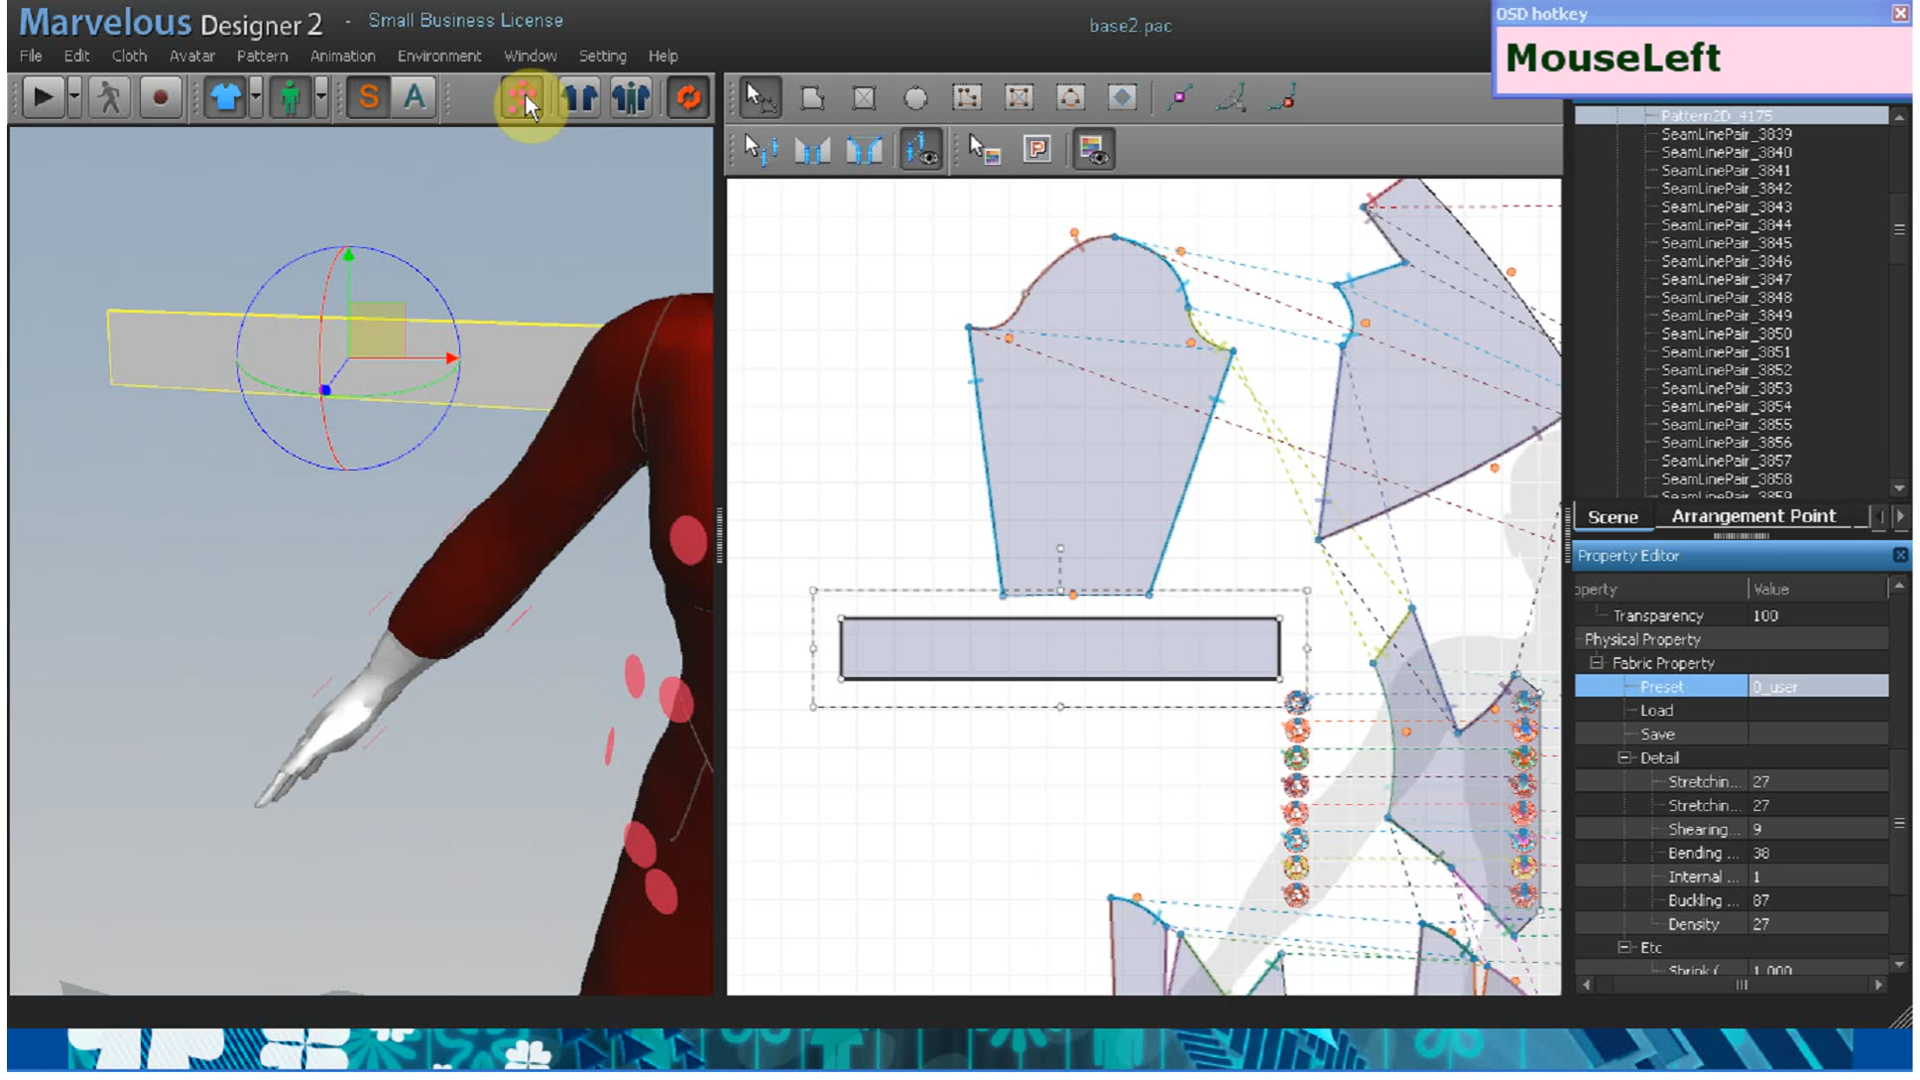 Marvelous Designer 2 - Small Business License
base2.pac
OSD hotkey
MouseLeft
File Edit Cloth Avatar Pattern Animation Environment Window Setting Help
S A
P
Pattern2D_4175
SeamLinePair_3839
SeamLinePair_3840
SeamLinePair_3841
SeamLinePair_3842
SeamLinePair_3843
SeamLinePair_3844
SeamLinePair_3845
SeamLinePair_3846
SeamLinePair_3847
SeamLinePair_3848
SeamLinePair_3849
SeamLinePair_3850
SeamLinePair_3851
SeamLinePair_3852
SeamLinePair_3853
SeamLinePair_3854
SeamLinePair_3855
SeamLinePair_3856
SeamLinePair_3857
SeamLinePair_3858
SeamLinePair_3859
Scene Arrangement Point
Property Editor
operty Value
Transparency 100
Physical Property
Fabric Property
Preset 0_user
Load
Save
Detail
Stretchin... 27
Stretchin... 27
Shearing... 9
Bending ... 38
Internal ... 1
Buckling ... 87
Density 27
Etc
Shrink ( 1.000